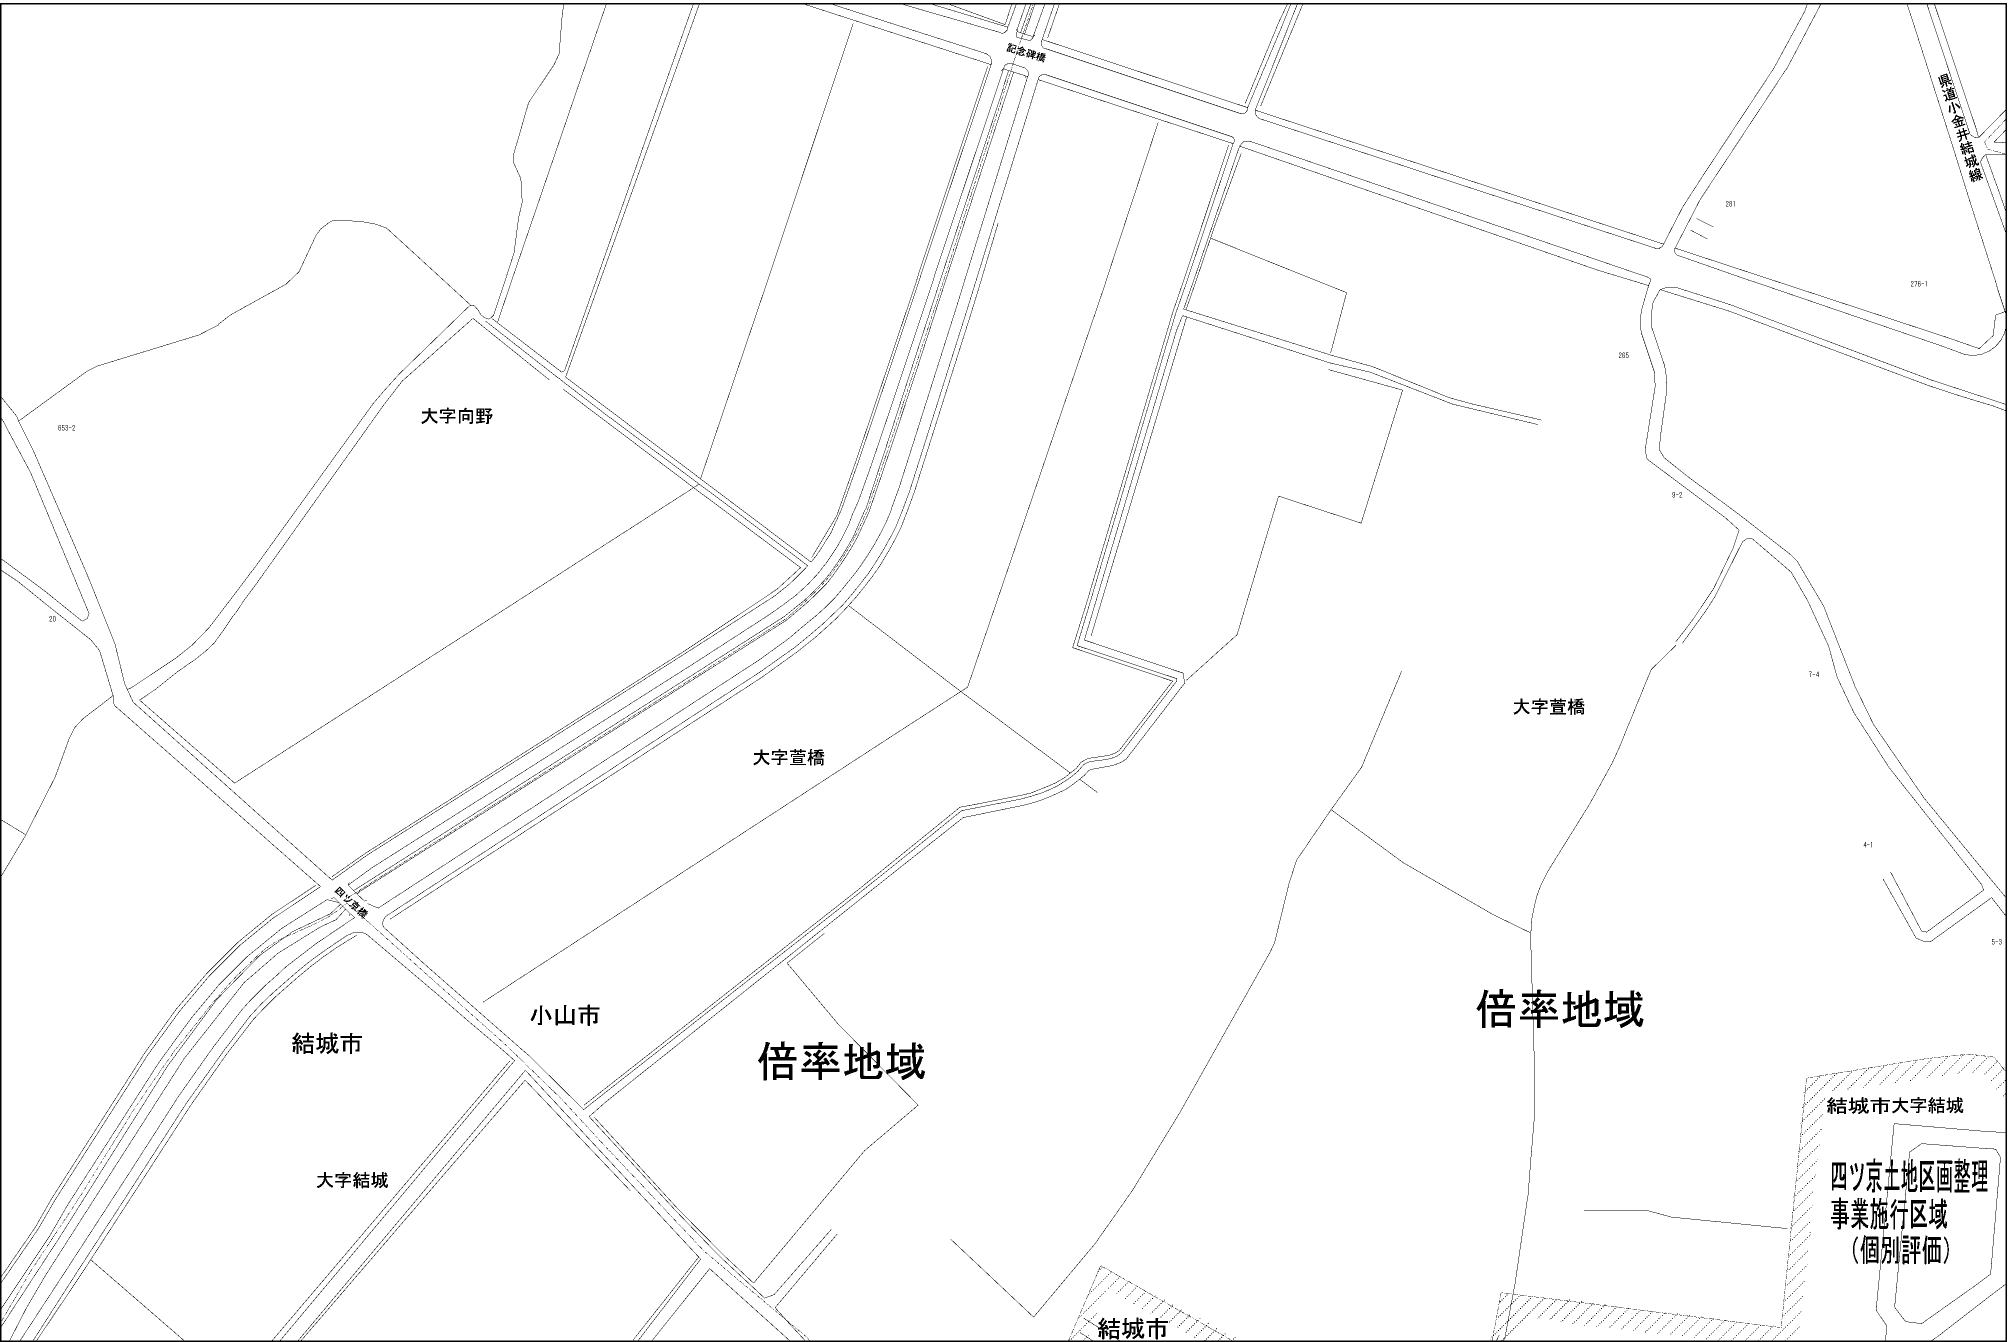 記念碑橋
県道小金井結城線
281
276-1
265
大字向野
653-2
9-2
20
7-4
大字萱橋
大字萱橋
4-1
四ツ京橋
5-3
倍率地域
小山市
結城市
倍率地域
結城市大字結城
大字結城
四ツ京土地区画整理
事業施行区域
（個別評価）
結城市